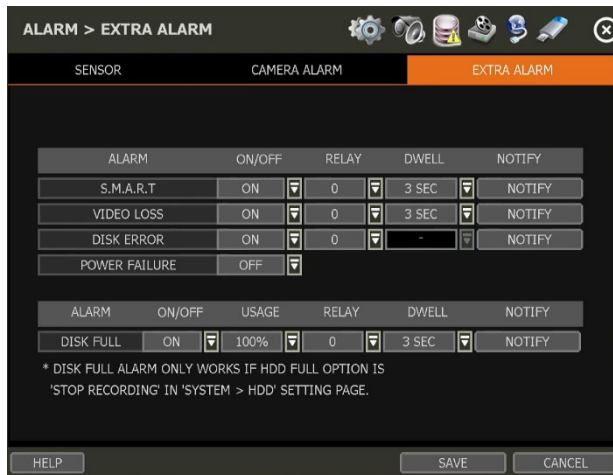 ALARM > EXTRA ALARM
SENSOR CAMERA ALARM EXTRA ALARM
ALARM ON/OFF RELAY DWELL NOTIFY
S.M.A.R.T ON 0 3 SEC NOTIFY
VIDEO LOSS ON 0 3 SEC NOTIFY
DISK ERROR ON 0 - NOTIFY
POWER FAILURE OFF
ALARM ON/OFF USAGE RELAY DWELL NOTIFY
DISK FULL ON 100% 0 3 SEC NOTIFY
* DISK FULL ALARM ONLY WORKS IF HDD FULL OPTION IS
'STOP RECORDING' IN 'SYSTEM > HDD' SETTING PAGE.
HELP SAVE CANCEL